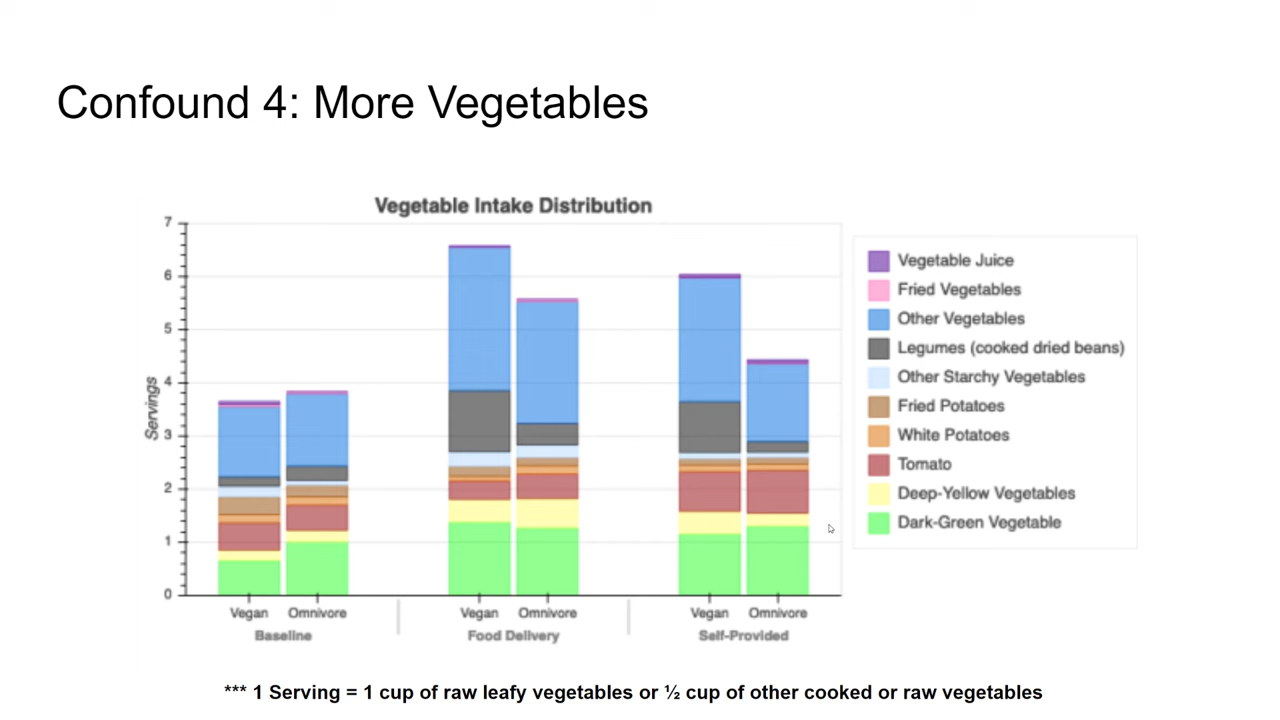 Confound 4: More Vegetables
Vegetable Intake Distribution
Servings
7
6
5
4
3
2
1
0
Vegan
Omnivore
Vegan
Omnivore
Vegan
Omnivore
Baseline
Food Delivery
Self-Provided
Vegetable Juice
Fried Vegetables
Other Vegetables
Legumes (cooked dried beans)
Other Starchy Vegetables
Fried Potatoes
White Potatoes
Tomato
Deep-Yellow Vegetables
Dark-Green Vegetable
*** 1 Serving = 1 cup of raw leafy vegetables or ½ cup of other cooked or raw vegetables